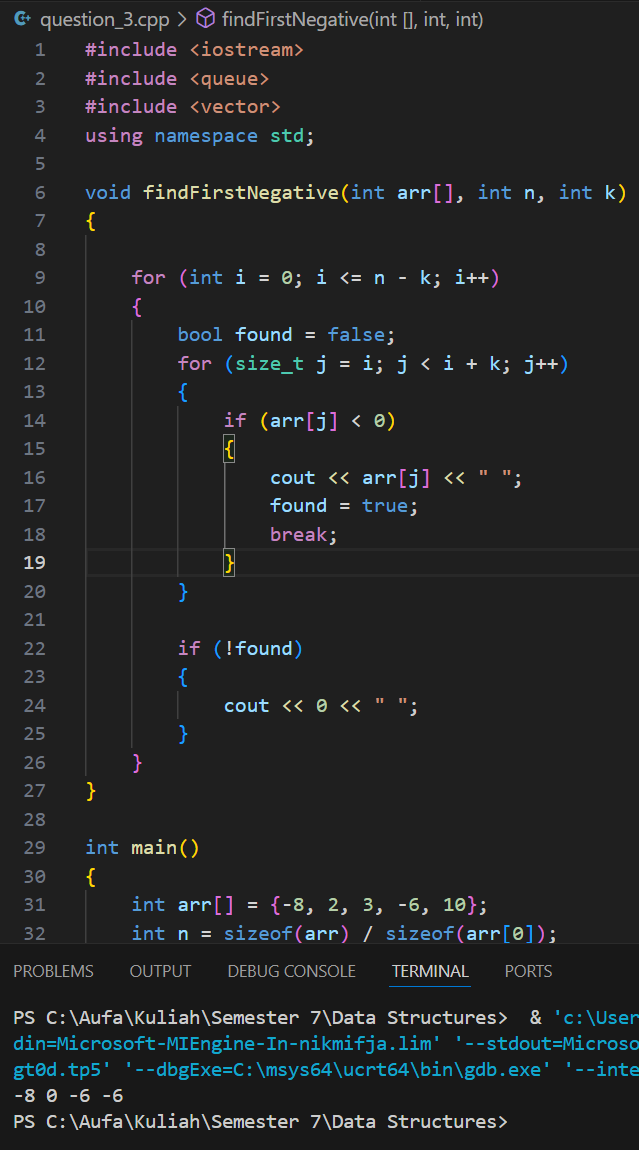 question_3.cpp > findFirstNegative(int [], int, int)
1 #include <iostream>
2 #include <queue>
3 #include <vector>
4 using namespace std;
5
6 void findFirstNegative(int arr[], int n, int k)
7 {
8
9 for (int i = 0; i <= n - k; i++)
10 {
11 bool found = false;
12 for (size_t j = i; j < i + k; j++)
13 {
14 if (arr[j] < 0)
15 {
16 cout << arr[j] << " ";
17 found = true;
18 break;
19 }
20 }
21
22 if (!found)
23 {
24 cout << 0 << " ";
25 }
26 }
27 }
28
29 int main()
30 {
31 int arr[] = {-8, 2, 3, -6, 10};
32 int n = sizeof(arr) / sizeof(arr[0]);
PROBLEMS OUTPUT DEBUG CONSOLE TERMINAL PORTS
PS C:\Aufa\Kuliah\Semester 7\Data Structures> & 'c:\User
din=Microsoft-MIEngine-In-nikmifja.lim' '--stdout=Microso
gt0d.tp5' '--dbgExe=C:\msys64\ucrt64\bin\gdb.exe' '--inte
-8 0 -6 -6
PS C:\Aufa\Kuliah\Semester 7\Data Structures>